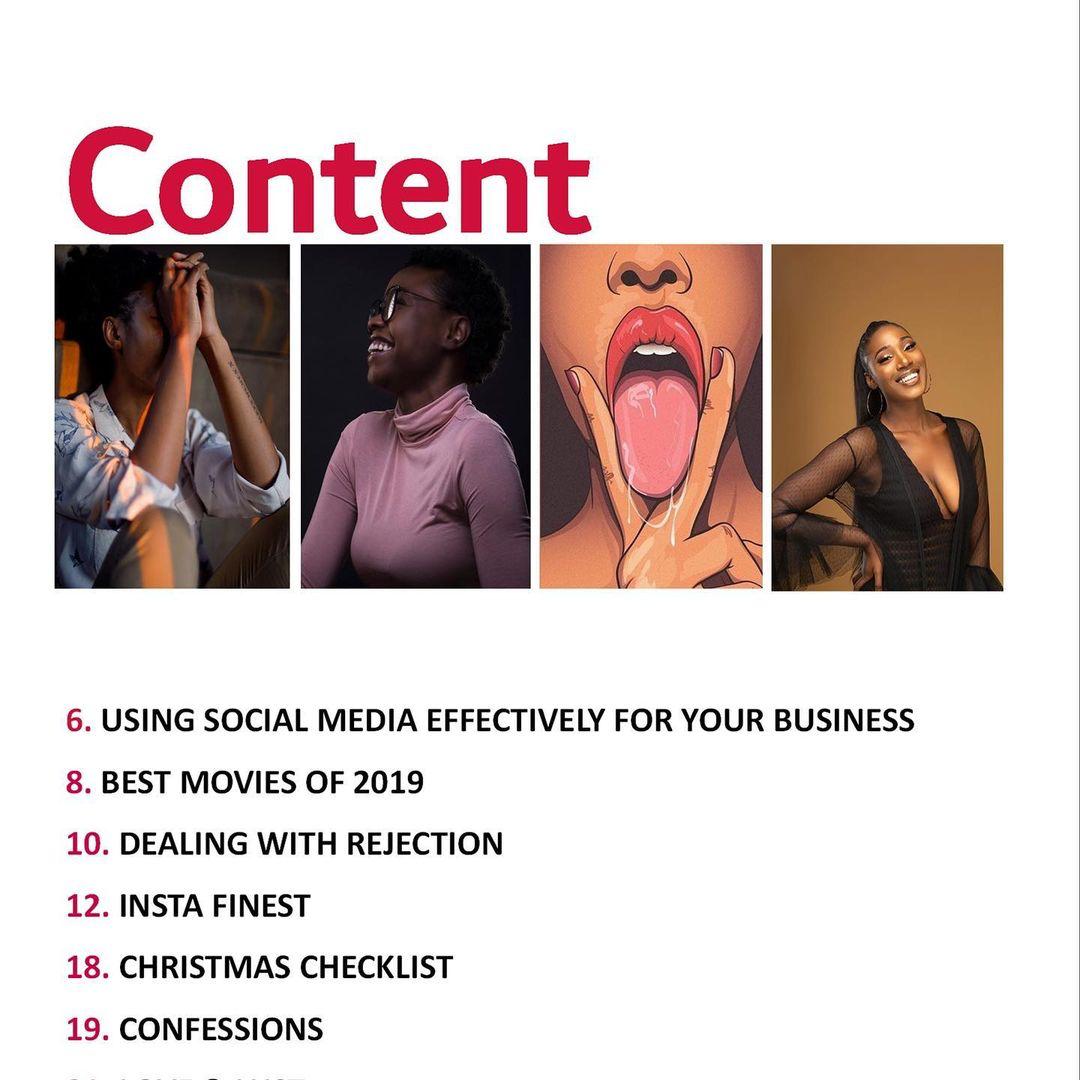 Content
6. USING SOCIAL MEDIA EFFECTIVELY FOR YOUR BUSINESS
8. BEST MOVIES OF 2019
10. DEALING WITH REJECTION
12. INSTA FINEST
18. CHRISTMAS CHECKLIST
19. CONFESSIONS